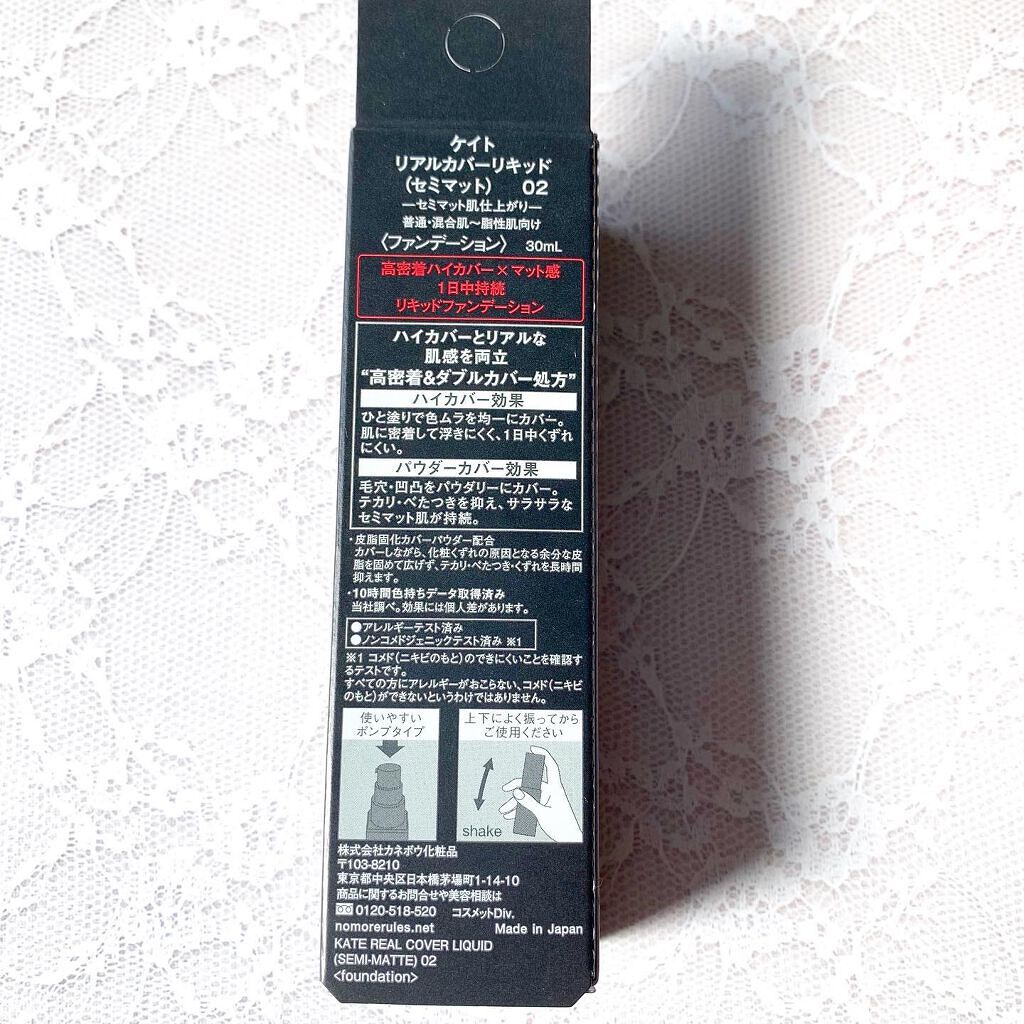 ケイト
リアルカバーリキッド
(セミマット) 02
―セミマット肌仕上がり―
普通・混合肌〜脂性肌向け
〈ファンデーション〉 30mL
高密着ハイカバー×マット感
1日中持続
リキッドファンデーション
ハイカバーとリアルな
肌感を両立
“高密着&ダブルカバー処方”
ハイカバー効果
ひと塗りで色ムラを均一にカバー。
肌に密着して浮きにくく、1日中くずれ
にくい。
パウダーカバー効果
毛穴・凹凸をパウダリーにカバー。
テカリ・べたつきを抑え、サラサラな
セミマット肌が持続。
・皮脂固化カバーパウダー配合
カバーしながら、化粧くずれの原因となる余分な皮
脂を固めて広げず、テカリ・べたつき・くずれを長時間
抑えます。
・10時間色持ちデータ取得済み
当社調べ。効果には個人差があります。
●アレルギーテスト済み
●ノンコメドジェニックテスト済み ※1
※1 コメド(ニキビのもと)のできにくいことを確認す
るテストです。
すべての方にアレルギーがおこらない、コメド(ニキビ
のもと)ができないというわけではありません。
使いやすい
ポンプタイプ
上下によく振ってから
ご使用ください
shake
株式会社カネボウ化粧品
〒103-8210
東京都中央区日本橋茅場町1-14-10
商品に関するお問合せや美容相談は
0120-518-520 コスメットDiv.
nomorerules.net Made in Japan
KATE REAL COVER LIQUID
(SEMI-MATTE) 02
<foundation>